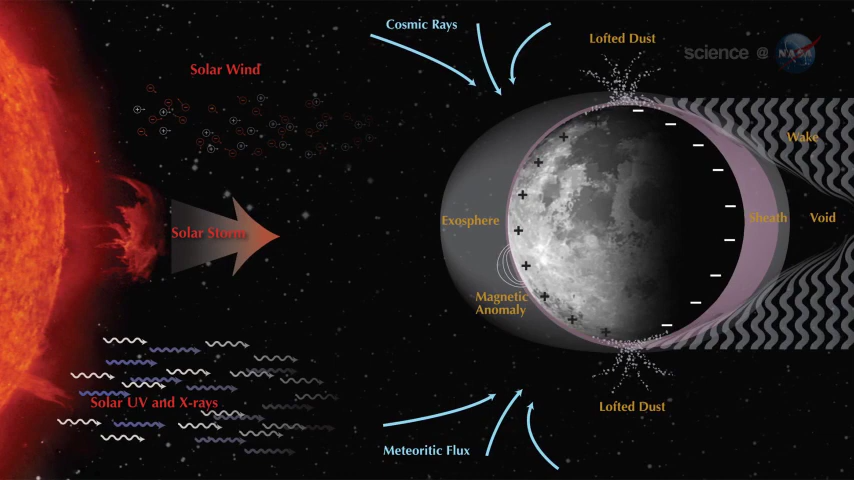 Cosmic Rays
Lofted Dust
science @ NASA
Solar Wind
Wake
Exosphere
Sheath
Void
Solar Storm
Magnetic
Anomaly
Solar UV and X-rays
Lofted Dust
Meteoritic Flux